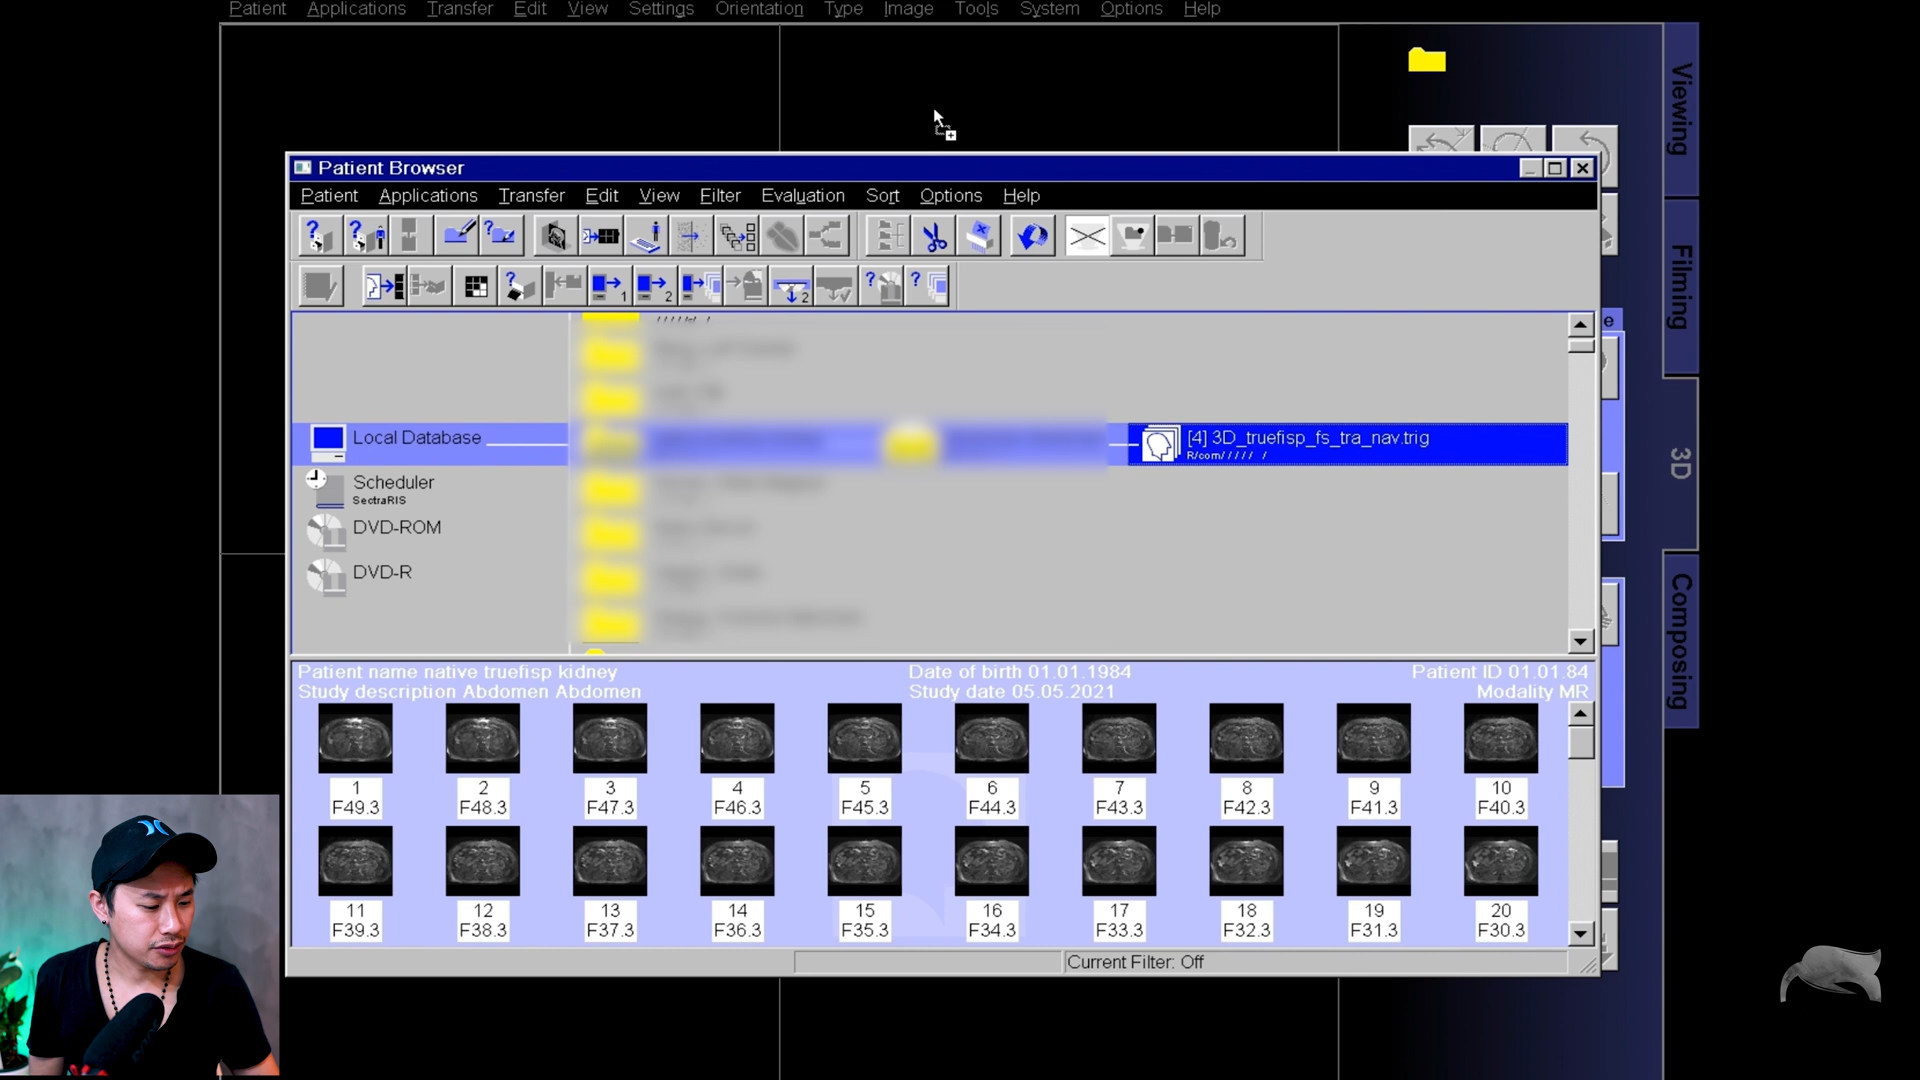 Patient Applications Transfer Edit View Settings Orientation Type Image Tools System Options Help
Viewing
Filming
3D
Composing
Patient Browser
Patient Applications Transfer Edit View Filter Evaluation Sort Options Help
Local Database
Scheduler
SectraRIS
DVD-ROM
DVD-R
[4] 3D_truefisp_fs_tra_nav.trig
R/com///// /
e
Patient name native truefisp kidney Date of birth 01.01.1984 Patient ID 01.01.84
Study description Abdomen Abdomen Study date 05.05.2021 Modality MR
1 2 3 4 5 6 7 8 9 10
F49.3 F48.3 F47.3 F46.3 F45.3 F44.3 F43.3 F42.3 F41.3 F40.3
11 12 13 14 15 16 17 18 19 20
F39.3 F38.3 F37.3 F36.3 F35.3 F34.3 F33.3 F32.3 F31.3 F30.3
Current Filter: Off